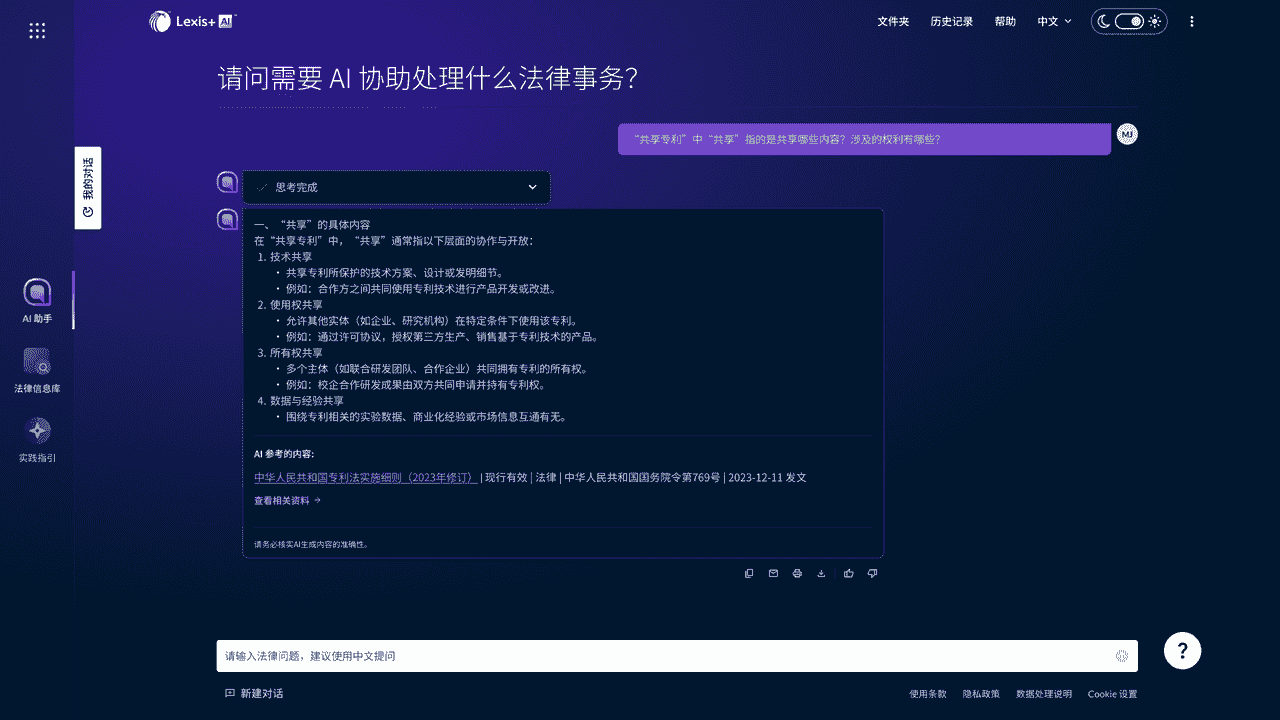 Lexis+ AI
文件夹 历史记录 帮助 中文
请问需要 AI 协助处理什么法律事务?
“共享专利”中“共享”指的是共享哪些内容?涉及的权利有哪些?
MJ
我的对话
思考完成
一、“共享”的具体内容
在“共享专利”中,“共享”通常指以下层面的协作与开放:
1. 技术共享
• 共享专利所保护的技术方案、设计或发明细节。
• 例如:合作方之间共同使用专利技术进行产品开发或改进。
2. 使用权共享
• 允许其他实体(如企业、研究机构)在特定条件下使用该专利。
• 例如:通过许可协议,授权第三方生产、销售基于专利技术的产品。
3. 所有权共享
• 多个主体(如联合研发团队、合作企业)共同拥有专利的所有权。
• 例如:校企合作研发成果由双方共同申请并持有专利权。
4. 数据与经验共享
• 围绕专利相关的实验数据、商业化经验或市场信息互通有无。
AI 参考的内容:
中华人民共和国专利法实施细则(2023年修订) | 现行有效 | 法律 | 中华人民共和国国务院令第769号 | 2023-12-11 发文
查看相关资料 →
请务必核实AI生成内容的准确性。
AI 助手
法律信息库
实践指引
请输入法律问题,建议使用中文提问
?
新建对话
使用条款 隐私政策 数据处理说明 Cookie 设置